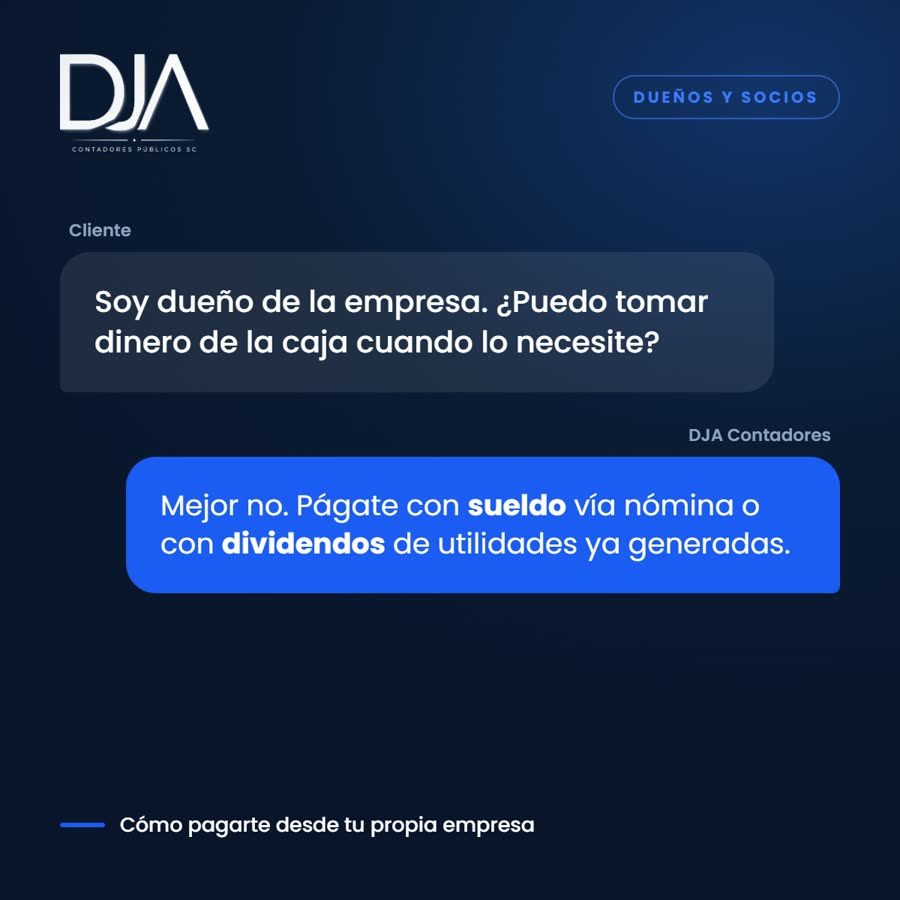 DJA
CONTADORES PÚBLICOS SC
DUEÑOS Y SOCIOS
Cliente
Soy dueño de la empresa. ¿Puedo tomar
dinero de la caja cuando lo necesite?
DJA Contadores
Mejor no. Págate con sueldo vía nómina o
con dividendos de utilidades ya generadas.
Cómo pagarte desde tu propia empresa